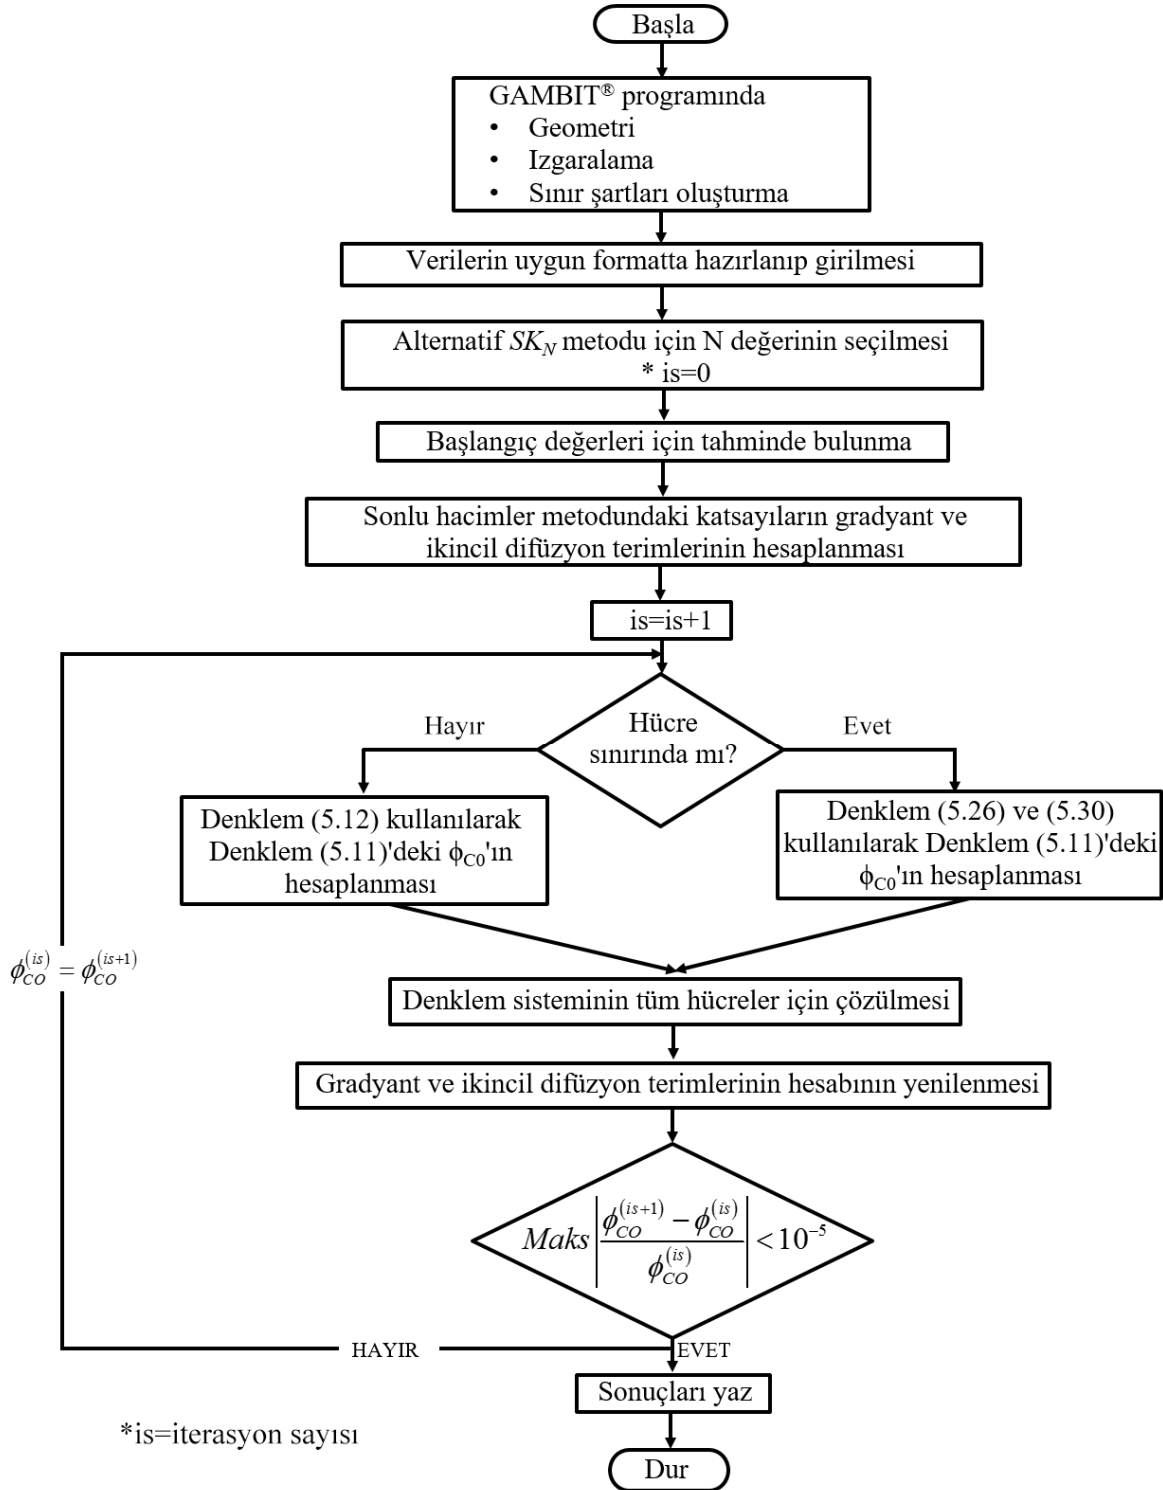 Başla
GAMBIT® programında
• Geometri
• Izgaralama
• Sınır şartları oluşturma
Verilerin uygun formatta hazırlanıp girilmesi
Alternatif SK_N metodu için N değerinin seçilmesi
* is=0
Başlangıç değerleri için tahminde bulunma
Sonlu hacimler metodundaki katsayıların gradyant ve
ikincil difüzyon terimlerinin hesaplanması
is=is+1
Hücre
sınırında mı?
Hayır
Evet
Denklem (5.12) kullanılarak
Denklem (5.11)'deki ϕ_C0'ın
hesaplanması
Denklem (5.26) ve (5.30)
kullanılarak Denklem (5.11)'deki
ϕ_C0'ın hesaplanması
ϕ_CO^(is) = ϕ_CO^(is+1)
Denklem sisteminin tüm hücreler için çözülmesi
Gradyant ve ikincil difüzyon terimlerinin hesabının yenilenmesi
Maks |(ϕ_CO^(is+1) − ϕ_CO^(is)) / ϕ_CO^(is)| < 10^−5
HAYIR
EVET
Sonuçları yaz
*is=iterasyon sayısı
Dur